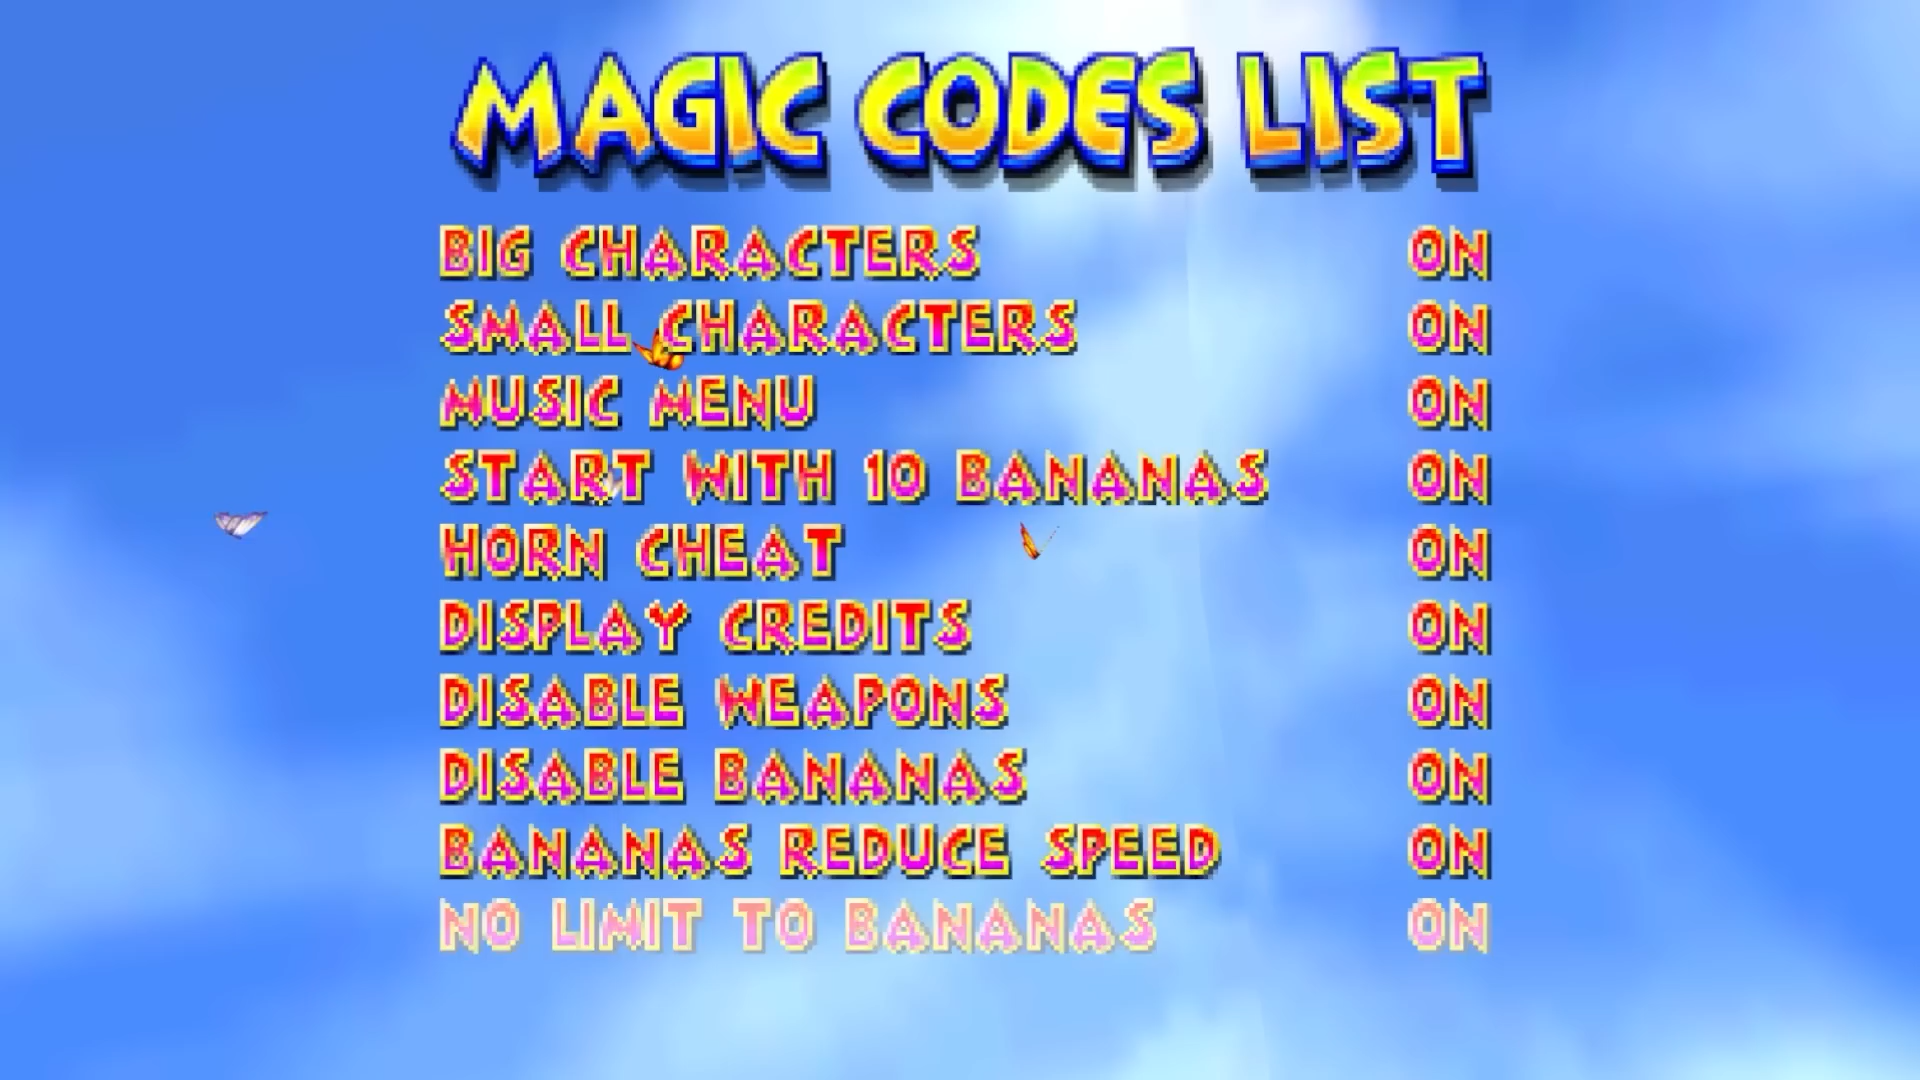 MAGIC CODES LIST
BIG CHARACTERS ON
SMALL CHARACTERS ON
MUSIC MENU ON
START WITH 10 BANANAS ON
HORN CHEAT ON
DISPLAY CREDITS ON
DISABLE WEAPONS ON
DISABLE BANANAS ON
BANANAS REDUCE SPEED ON
NO LIMIT TO BANANAS ON